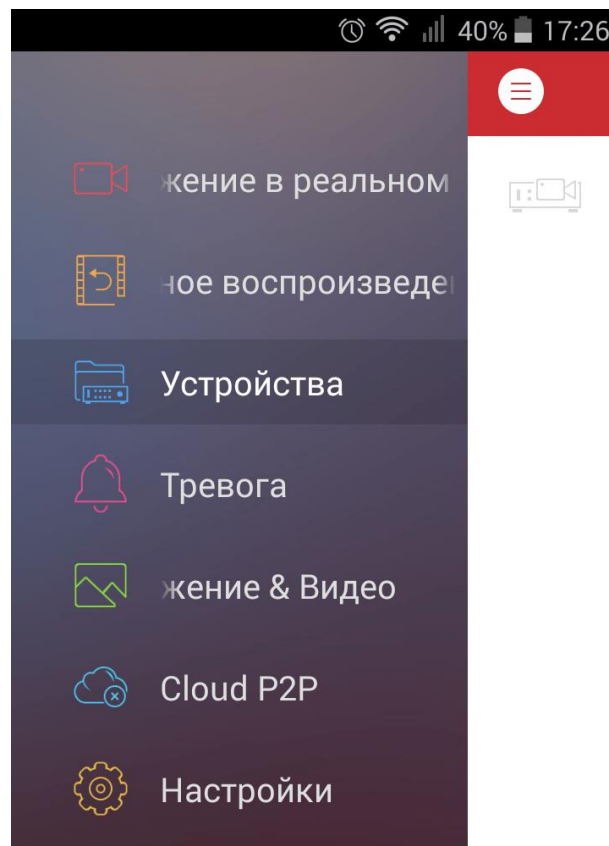 40% 17:26
жение в реальном
ное воспроизведе
Устройства
Тревога
жение & Видео
Cloud P2P
Настройки